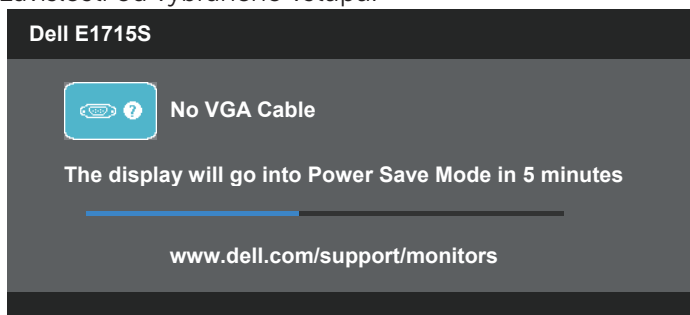 Dell E1715S
No VGA Cable
The display will go into Power Save Mode in 5 minutes
www.dell.com/support/monitors